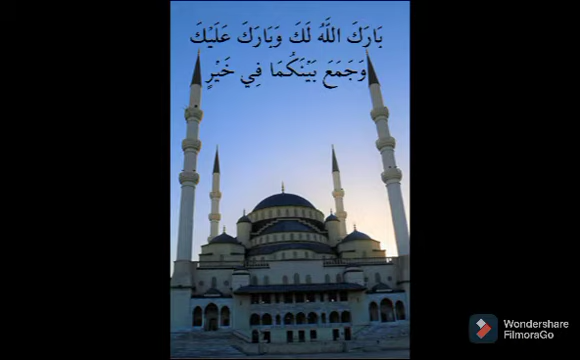 بَارَكَ اللَّهُ لَكَ وَبَارَكَ عَلَيْكَ
وَجَمَعَ بَيْنَكُمَا فِي خَيْرٍ
Wondershare
FilmoraGo